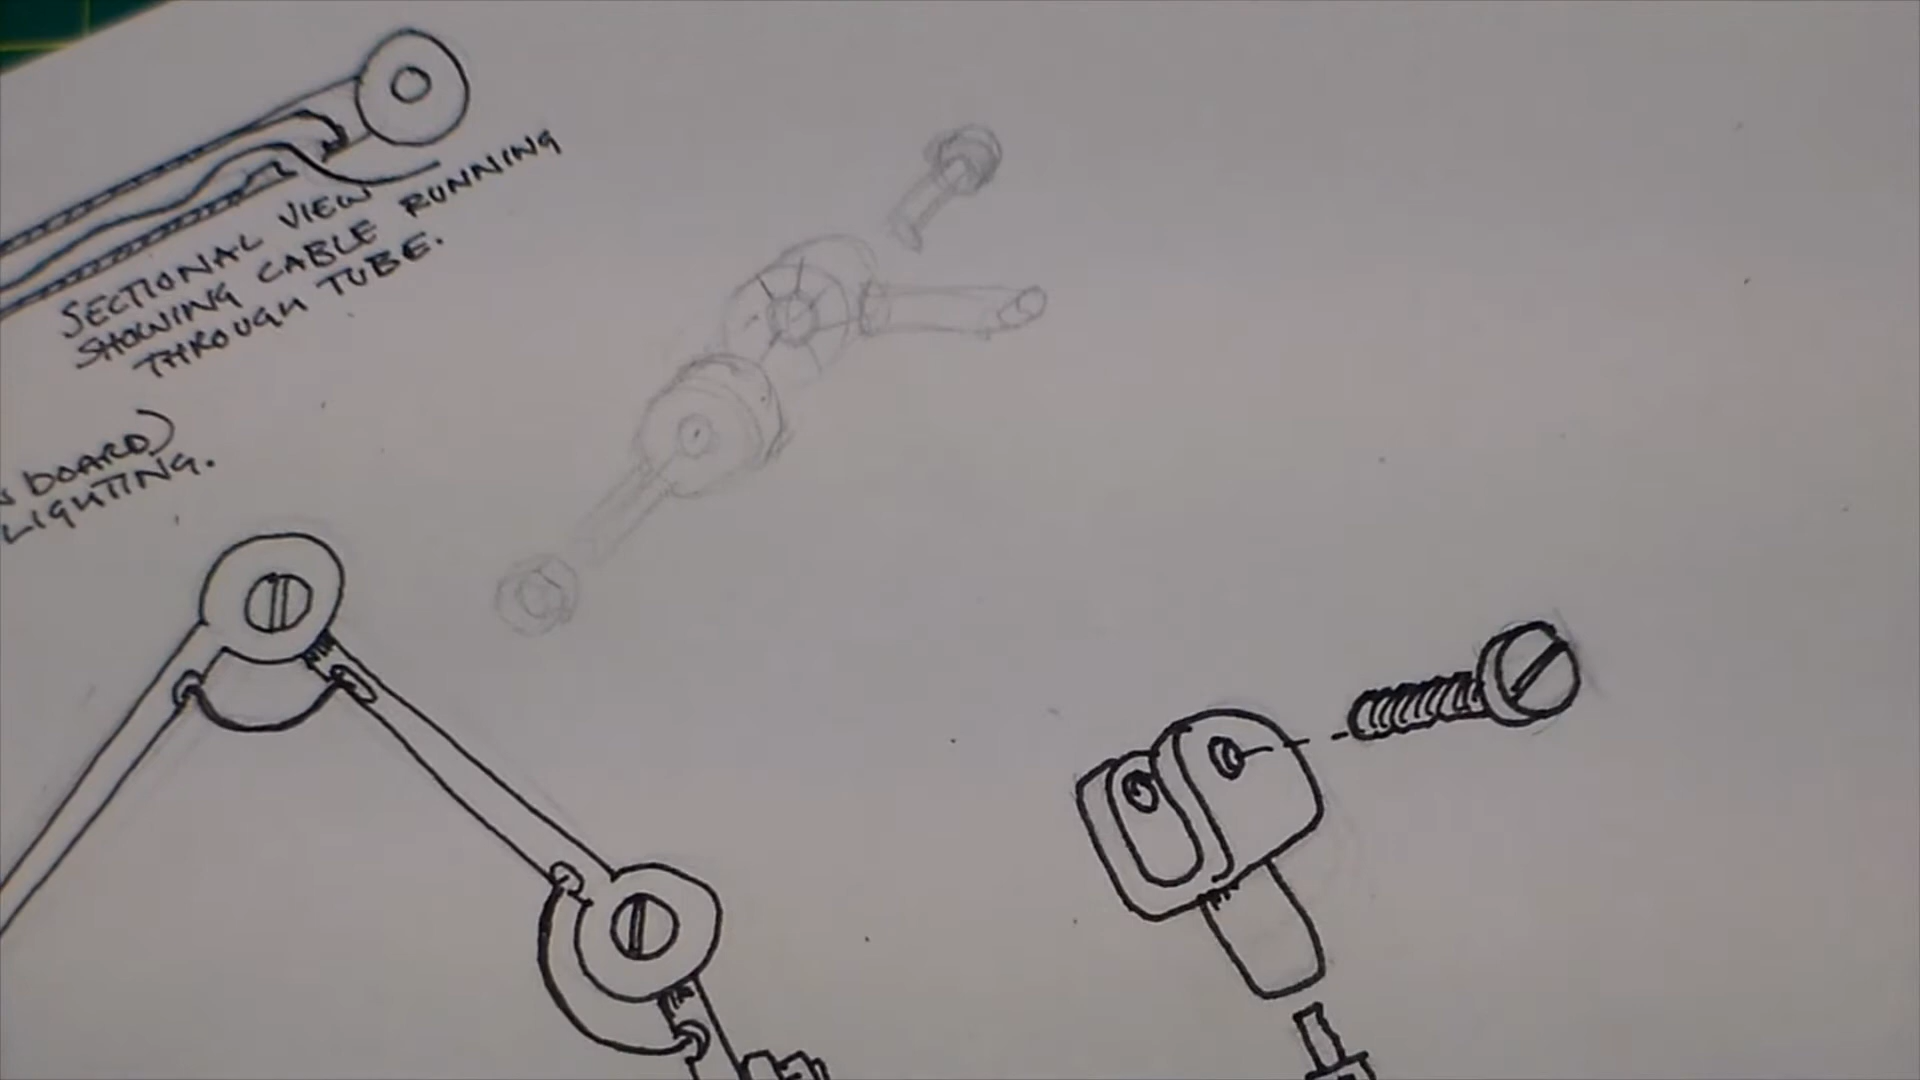 SECTIONAL VIEW
SHOWING CABLE RUNNING
THROUGH TUBE.
BOARD)
LIGHTING.